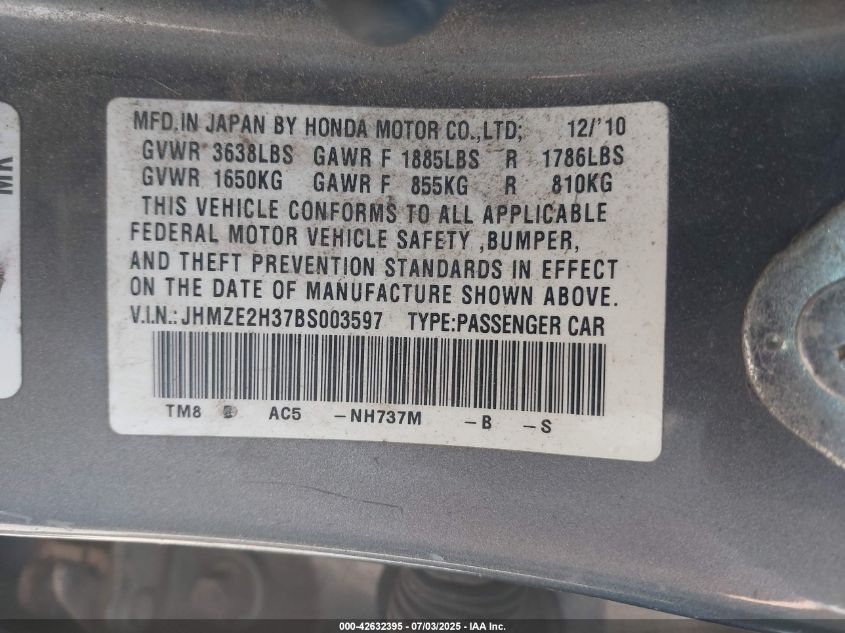 MFD.IN JAPAN BY HONDA MOTOR CO.,LTD; 12/'10
GVWR 3638LBS GAWR F 1885LBS R 1786LBS
GVWR 1650KG GAWR F 855KG R 810KG
THIS VEHICLE CONFORMS TO ALL APPLICABLE
FEDERAL MOTOR VEHICLE SAFETY ,BUMPER,
AND THEFT PREVENTION STANDARDS IN EFFECT
ON THE DATE OF MANUFACTURE SHOWN ABOVE.
V.I.N.:JHMZE2H37BS003597 TYPE:PASSENGER CAR
TM8 AC5 -NH737M -B -S
000-42632395 - 07/03/2025 - IAA Inc.